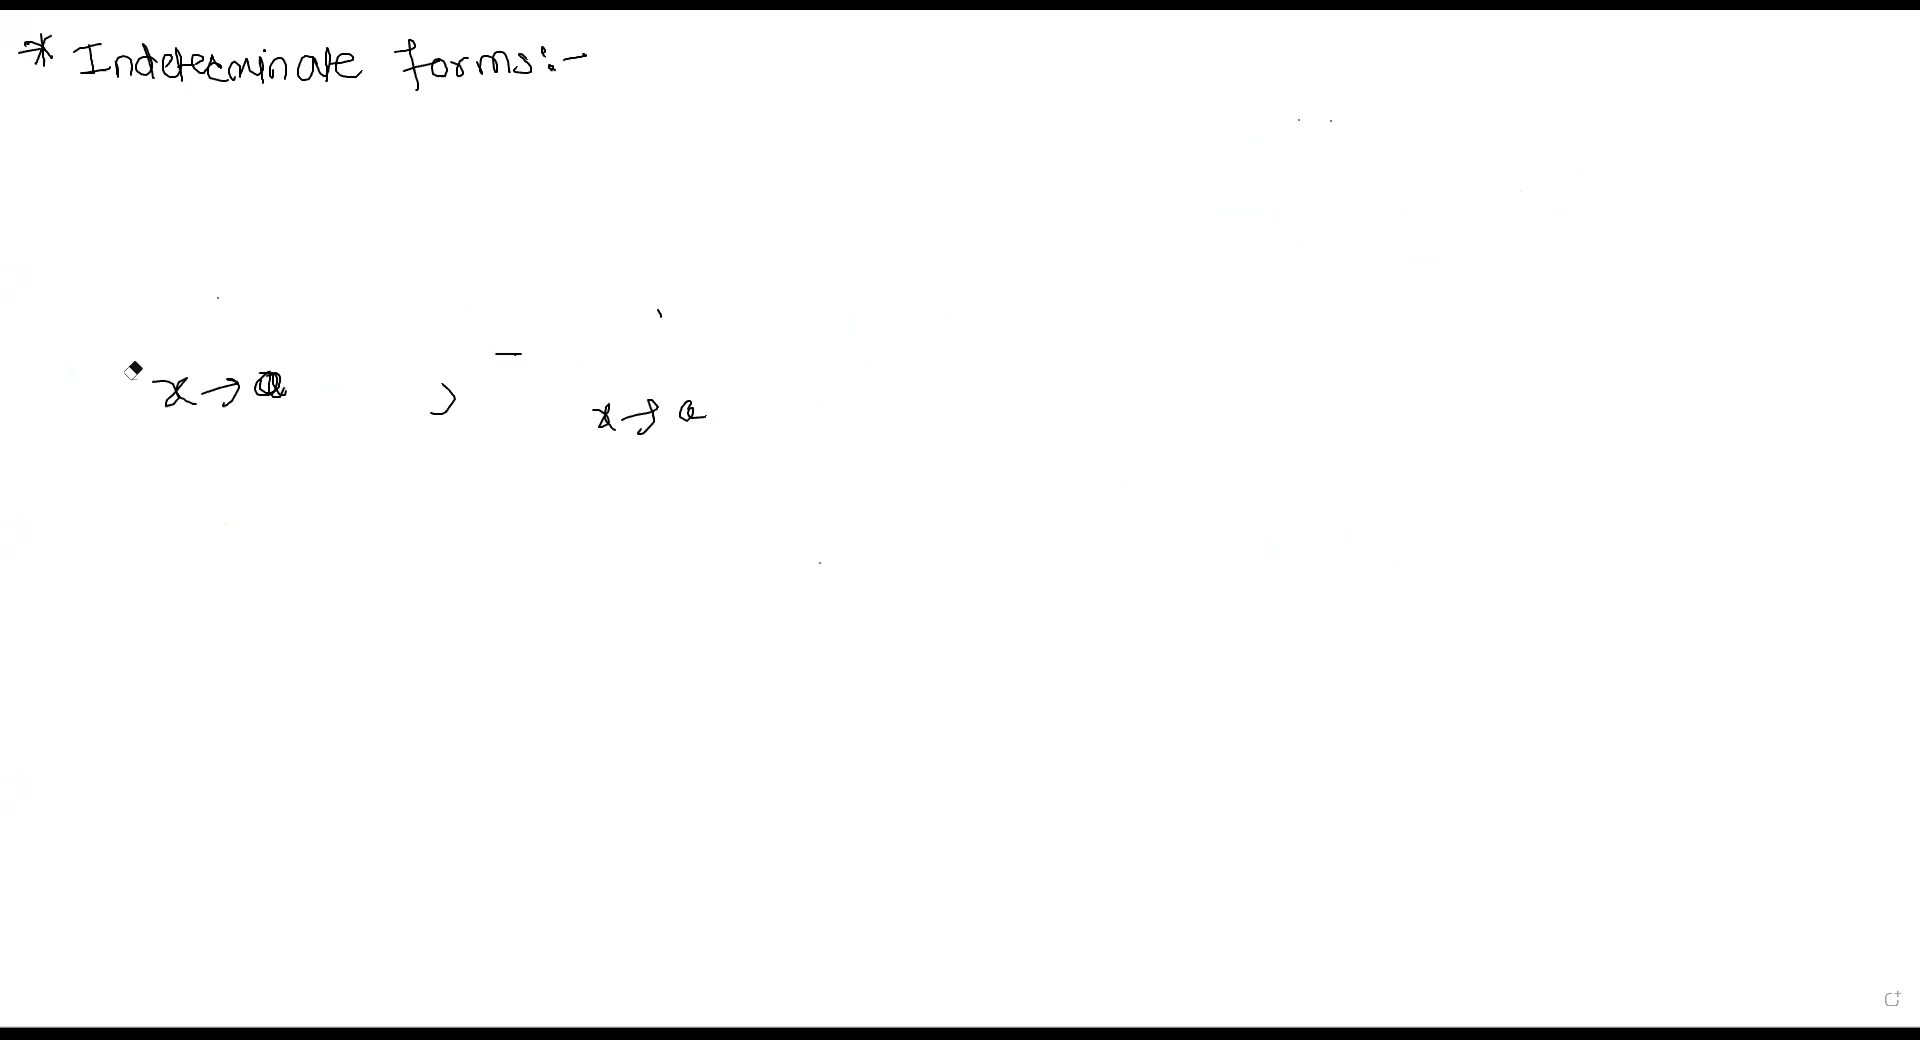 * Indeterminate forms:-
x→a , x→a